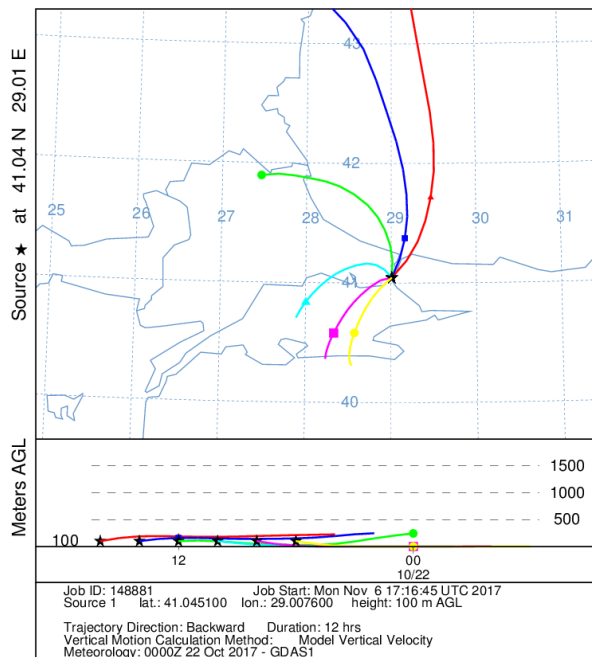 Source ★ at 41.04 N 29.01 E
43
42
25
26
27
28
29
30
31
41
40
Meters AGL
1500
1000
500
100
12
00
10/22
Job ID: 148881 Job Start: Mon Nov 6 17:16:45 UTC 2017
Source 1 lat.: 41.045100 lon.: 29.007600 height: 100 m AGL
Trajectory Direction: Backward Duration: 12 hrs
Vertical Motion Calculation Method: Model Vertical Velocity
Meteorology: 0000Z 22 Oct 2017 - GDAS1